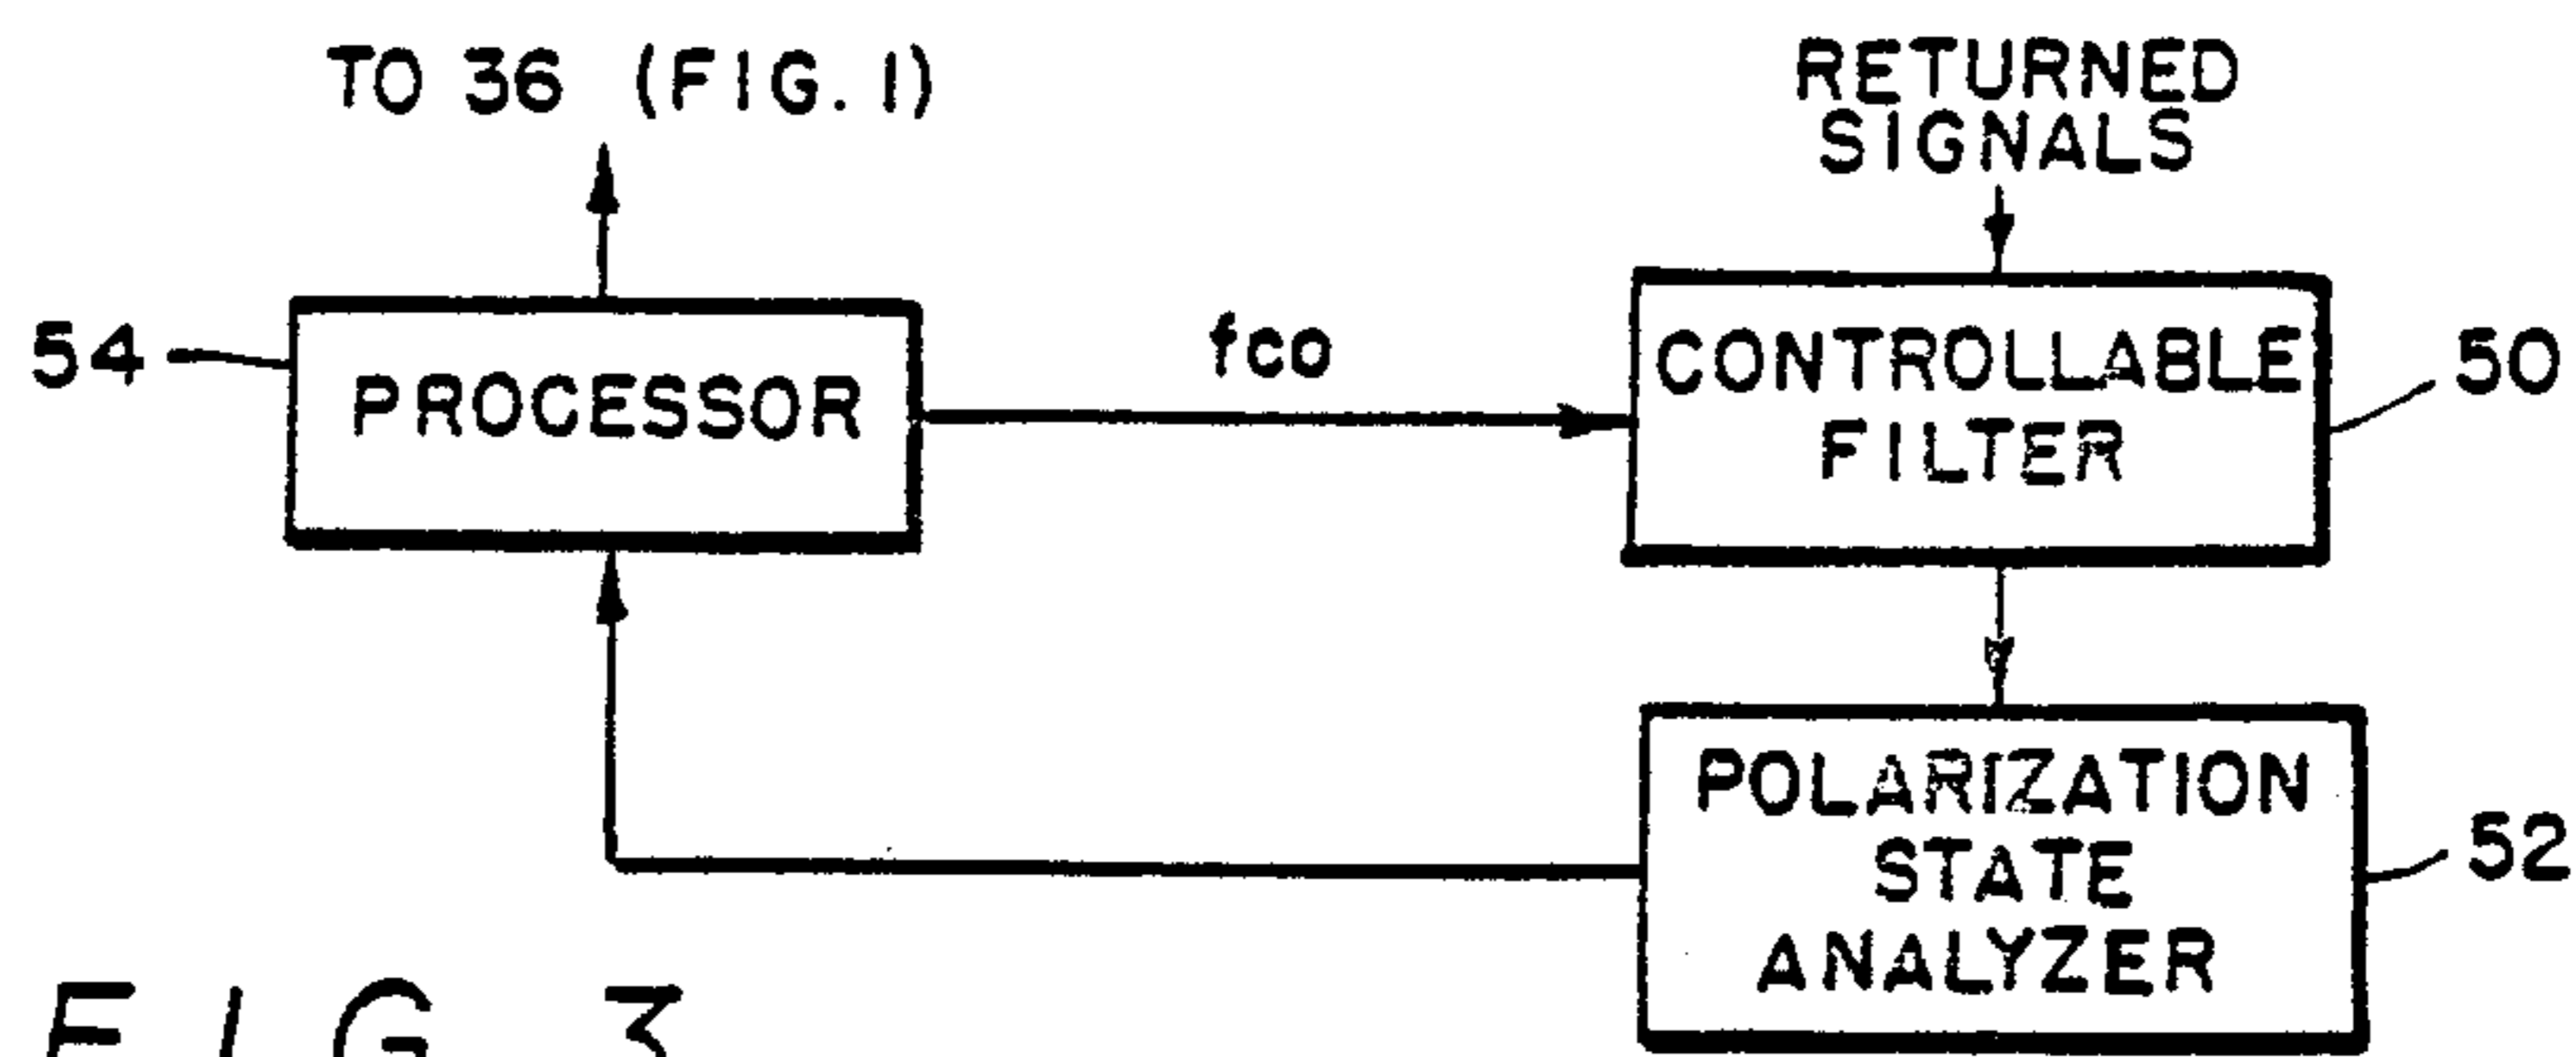 TO 36 (FIG. 1)
RETURNED
SIGNALS
54
PROCESSOR
fco
CONTROLLABLE
FILTER
50
POLARIZATION
STATE
ANALYZER
52
FIG. 3